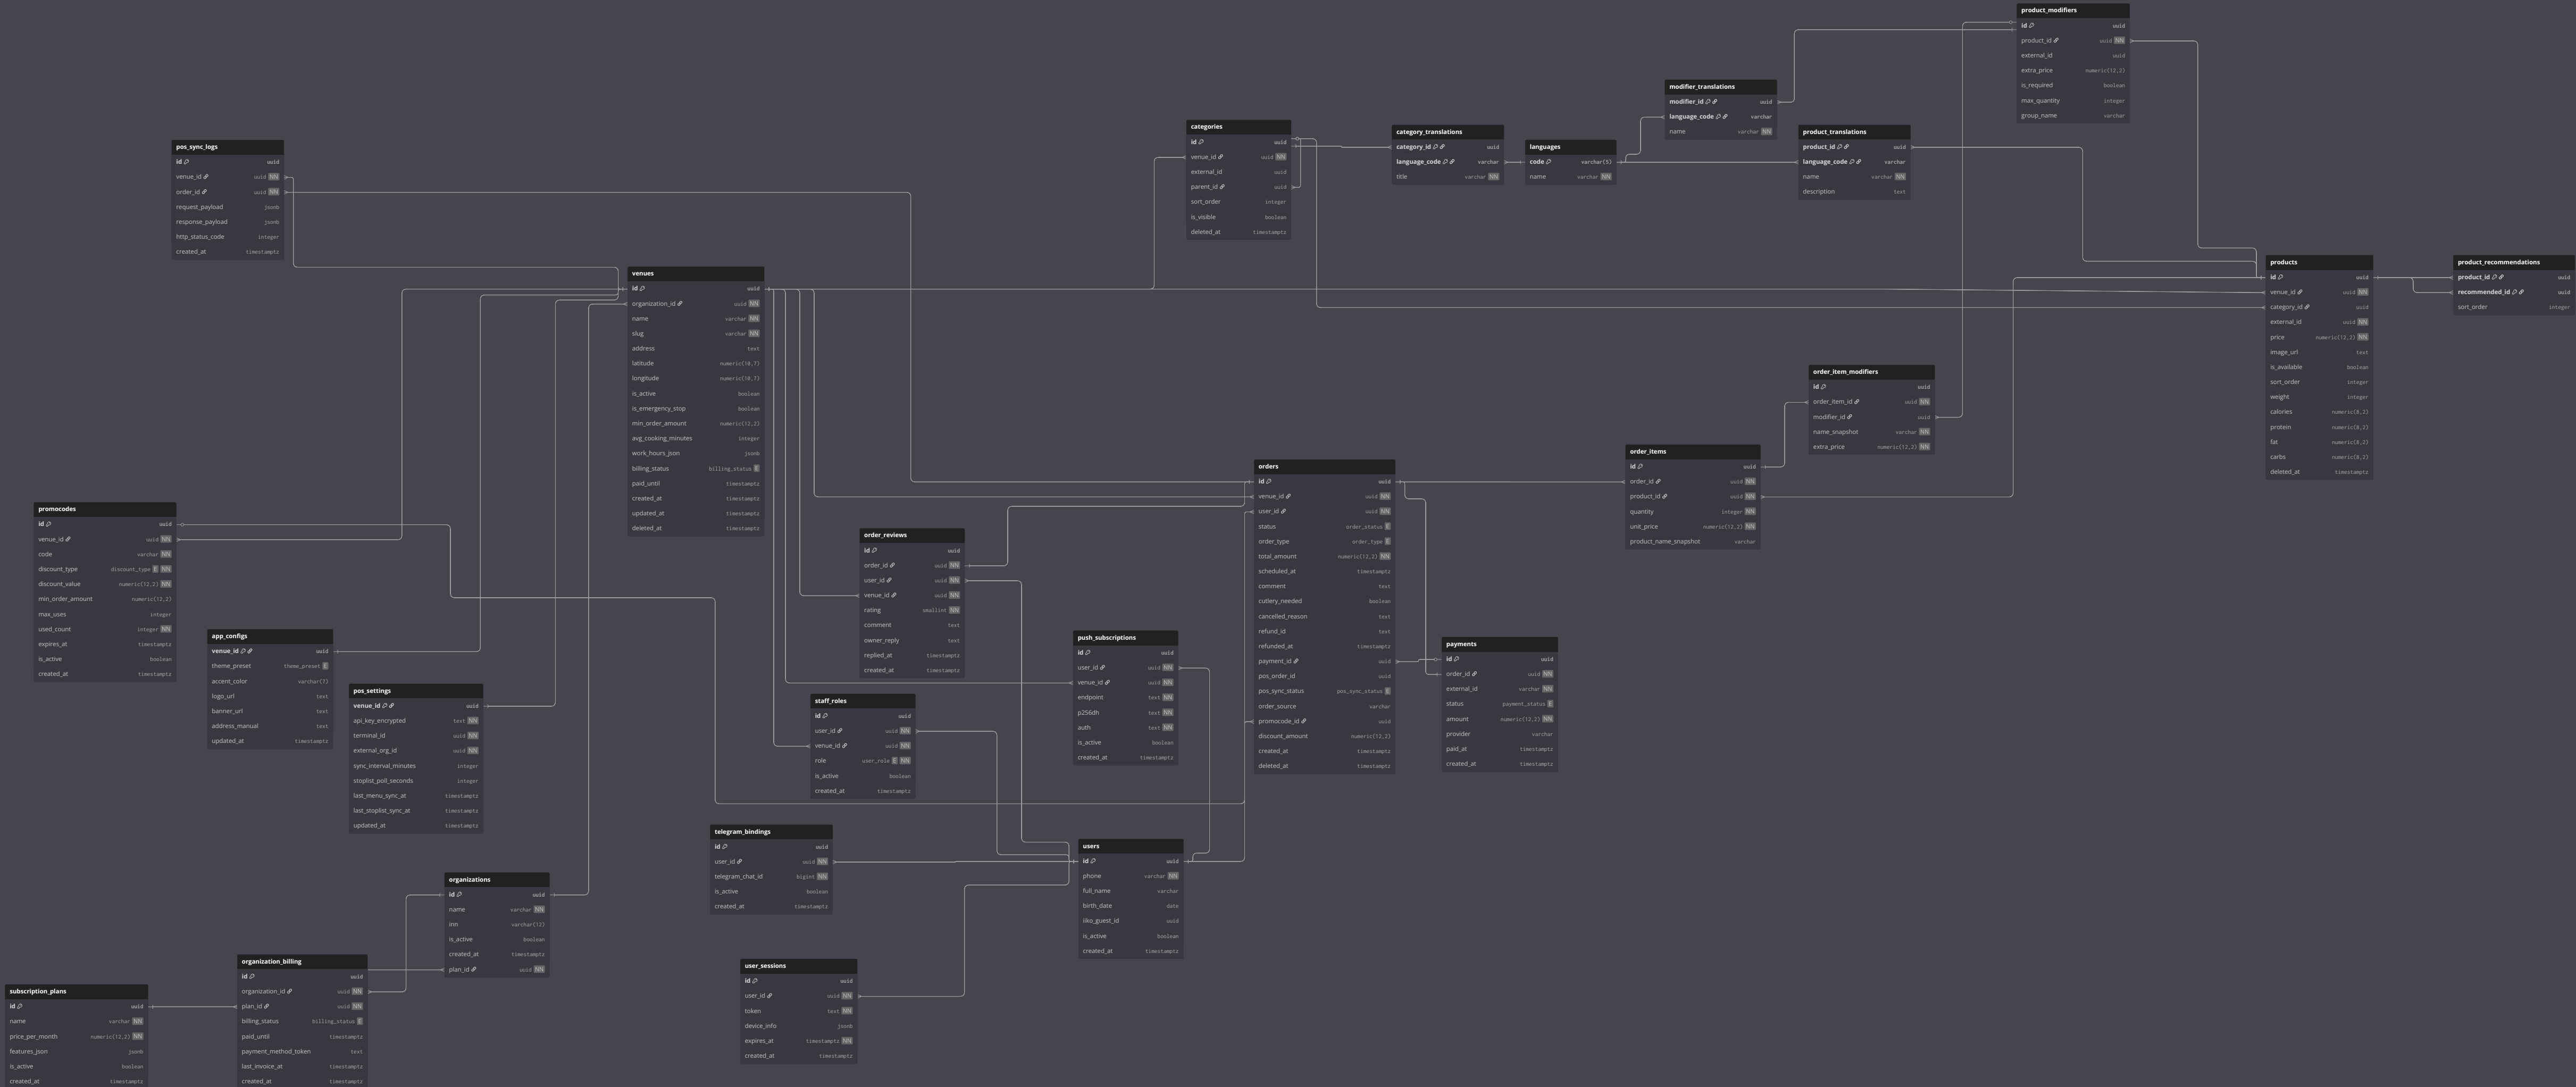 product_modifiers
id uuid
product_id uuid NN
external_id uuid
extra_price numeric(12,2)
is_required boolean
max_quantity integer
group_name varchar
modifier_translations
modifier_id uuid
language_code varchar
name varchar NN
categories
id uuid
venue_id uuid NN
external_id uuid
parent_id uuid
sort_order integer
is_visible boolean
deleted_at timestamptz
category_translations
category_id uuid
language_code varchar
title varchar NN
languages
code varchar(5)
name varchar NN
product_translations
product_id uuid
language_code varchar
name varchar NN
description text
pos_sync_logs
id uuid
venue_id uuid NN
order_id uuid NN
request_payload jsonb
response_payload jsonb
http_status_code integer
created_at timestamptz
venues
id uuid
organization_id uuid NN
name varchar NN
slug varchar NN
address text
latitude numeric(10,7)
longitude numeric(10,7)
is_active boolean
is_emergency_stop boolean
min_order_amount numeric(12,2)
avg_cooking_minutes integer
work_hours_json jsonb
billing_status billing_status E
paid_until timestamptz
created_at timestamptz
updated_at timestamptz
deleted_at timestamptz
products
id uuid
venue_id uuid NN
category_id uuid
external_id uuid NN
price numeric(12,2) NN
image_url text
is_available boolean
sort_order integer
weight integer
calories numeric(8,2)
protein numeric(8,2)
fat numeric(8,2)
carbs numeric(8,2)
deleted_at timestamptz
product_recommendations
product_id uuid
recommended_id uuid
sort_order integer
order_item_modifiers
id uuid
order_item_id uuid NN
modifier_id uuid
name_snapshot varchar NN
extra_price numeric(12,2) NN
order_items
id uuid
order_id uuid NN
product_id uuid NN
quantity integer NN
unit_price numeric(12,2) NN
product_name_snapshot varchar
orders
id uuid
venue_id uuid NN
user_id uuid NN
status order_status E
order_type order_type E
total_amount numeric(12,2) NN
scheduled_at timestamptz
comment text
cutlery_needed boolean
cancelled_reason text
refund_id text
refunded_at timestamptz
payment_id uuid
pos_order_id uuid
pos_sync_status pos_sync_status E
order_source varchar
promocode_id uuid
discount_amount numeric(12,2)
created_at timestamptz
deleted_at timestamptz
promocodes
id uuid
venue_id uuid NN
code varchar NN
discount_type discount_type E NN
discount_value numeric(12,2) NN
min_order_amount numeric(12,2)
max_uses integer
used_count integer NN
expires_at timestamptz
is_active boolean
created_at timestamptz
order_reviews
id uuid
order_id uuid NN
user_id uuid NN
venue_id uuid NN
rating smallint NN
comment text
owner_reply text
replied_at timestamptz
created_at timestamptz
app_configs
venue_id uuid
theme_preset theme_preset E
accent_color varchar(7)
logo_url text
banner_url text
address_manual text
updated_at timestamptz
push_subscriptions
id uuid
user_id uuid NN
venue_id uuid NN
endpoint text NN
p256dh text NN
auth text NN
is_active boolean
created_at timestamptz
payments
id uuid
order_id uuid NN
external_id varchar NN
status payment_status E
amount numeric(12,2) NN
provider varchar
paid_at timestamptz
created_at timestamptz
pos_settings
venue_id uuid
api_key_encrypted text NN
terminal_id uuid NN
external_org_id uuid NN
sync_interval_minutes integer
stoplist_poll_seconds integer
last_menu_sync_at timestamptz
last_stoplist_sync_at timestamptz
updated_at timestamptz
staff_roles
id uuid
user_id uuid NN
venue_id uuid NN
role user_role E NN
is_active boolean
created_at timestamptz
telegram_bindings
id uuid
user_id uuid NN
telegram_chat_id bigint NN
is_active boolean
created_at timestamptz
users
id uuid
phone varchar NN
full_name varchar
birth_date date
iiko_guest_id uuid
is_active boolean
created_at timestamptz
organizations
id uuid
name varchar NN
inn varchar(12)
is_active boolean
created_at timestamptz
plan_id uuid NN
organization_billing
id uuid
organization_id uuid NN
plan_id uuid NN
billing_status billing_status E
paid_until timestamptz
payment_method_token text
last_invoice_at timestamptz
created_at timestamptz
user_sessions
id uuid
user_id uuid NN
token text NN
device_info jsonb
expires_at timestamptz NN
created_at timestamptz
subscription_plans
id uuid
name varchar NN
price_per_month numeric(12,2) NN
features_json jsonb
is_active boolean
created_at timestamptz